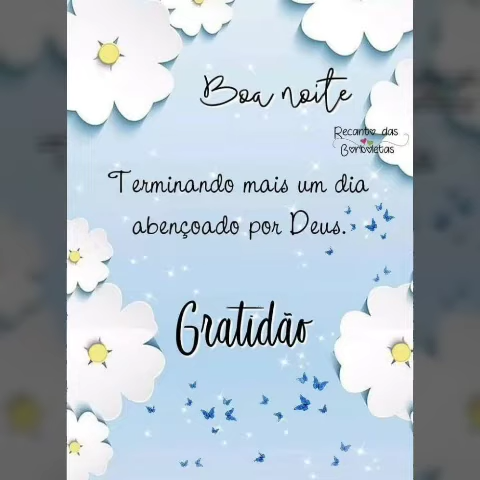 Boa noite
Recanto das
Borboletas
Terminando mais um dia
abençoado por Deus.
Gratidão